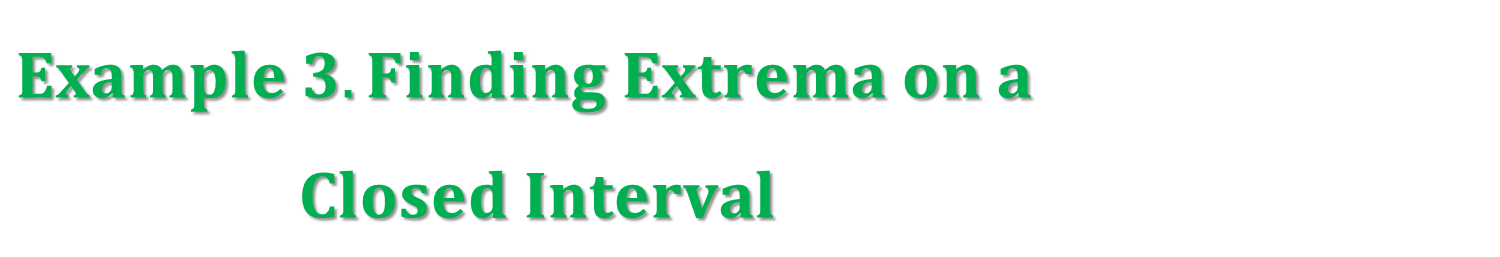 Example 3. Finding Extrema on a
Closed Interval